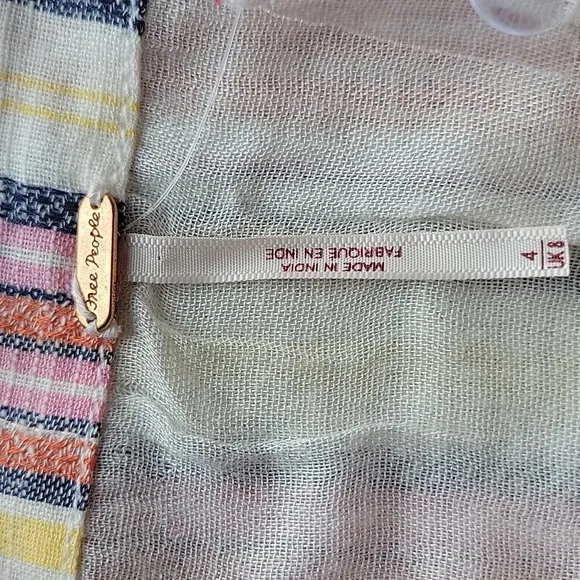 Free People
MADE IN INDIA
FABRIQUE EN INDE
4
UK 8